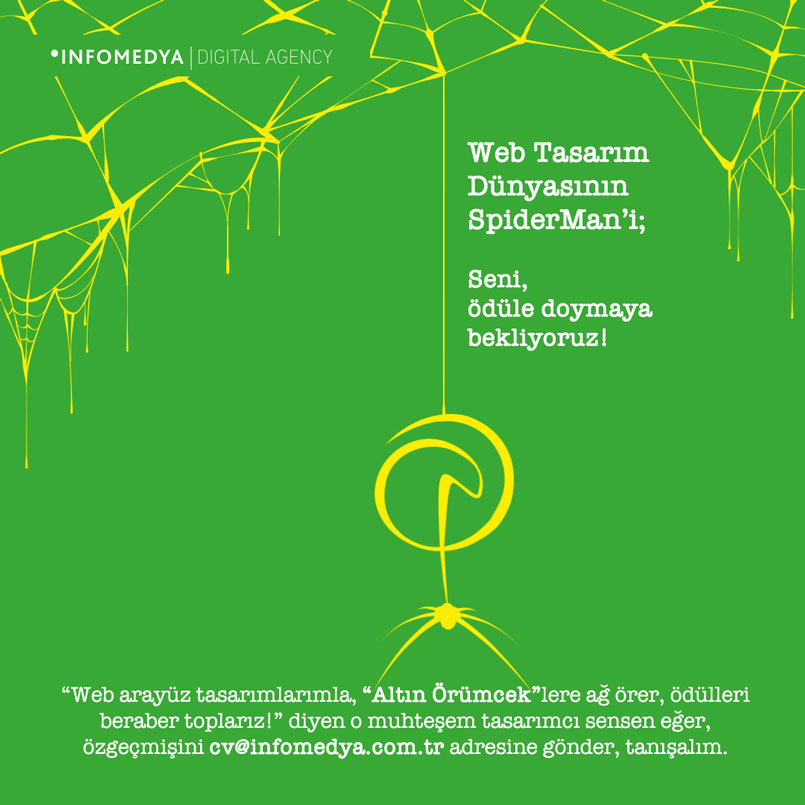 •INFOMEDYA | DIGITAL AGENCY
Web Tasarım
Dünyasının
SpiderMan’i;
Seni,
ödüle doymaya
bekliyoruz!
“Web arayüz tasarımlarımla, “Altın Örümcek”lere ağ örer, ödülleri
beraber toplarız!” diyen o muhteşem tasarımcı sensen eğer,
özgeçmişini cv@infomedya.com.tr adresine gönder, tanışalım.